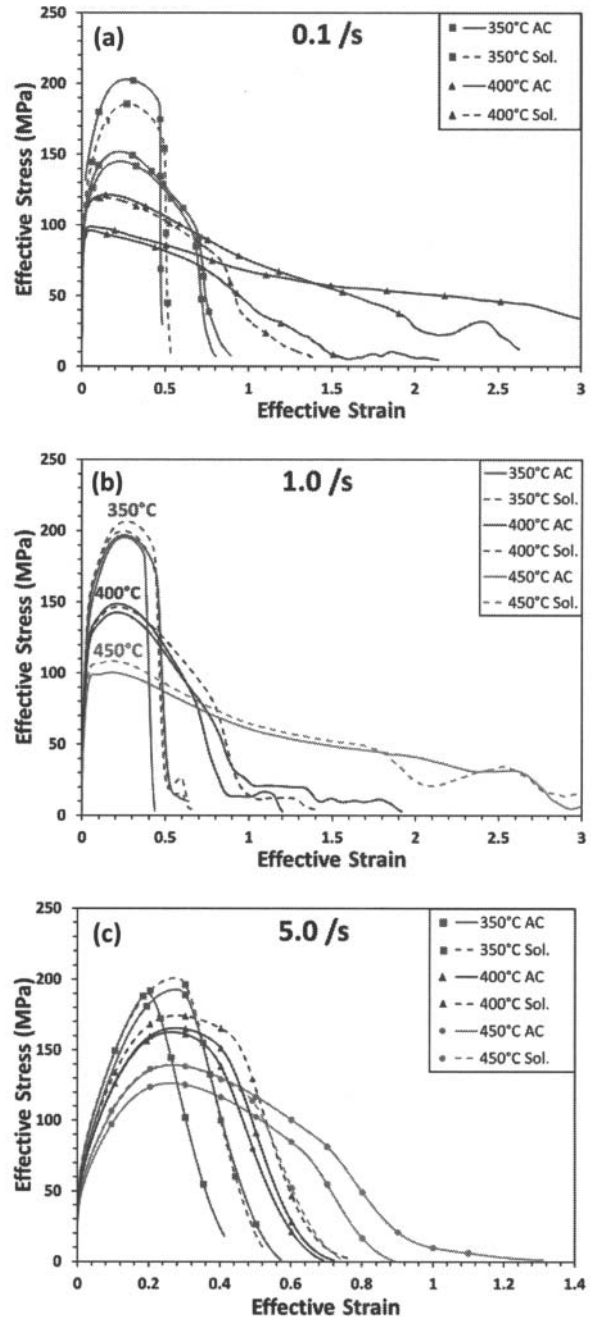 (a)
0.1 /s
350°C AC
350°C Sol.
400°C AC
400°C Sol.
250
200
150
100
50
0
Effective Stress (MPa)
0 0.5 1 1.5 2 2.5 3
Effective Strain
(b)
1.0 /s
350°C AC
350°C Sol.
400°C AC
400°C Sol.
450°C AC
450°C Sol.
350°C
400°C
450°C
250
200
150
100
50
0
Effective Stress (MPa)
0 0.5 1 1.5 2 2.5 3
Effective Strain
(c)
5.0 /s
350°C AC
350°C Sol.
400°C AC
400°C Sol.
450°C AC
450°C Sol.
250
200
150
100
50
0
Effective Stress (MPa)
0 0.2 0.4 0.6 0.8 1 1.2 1.4
Effective Strain